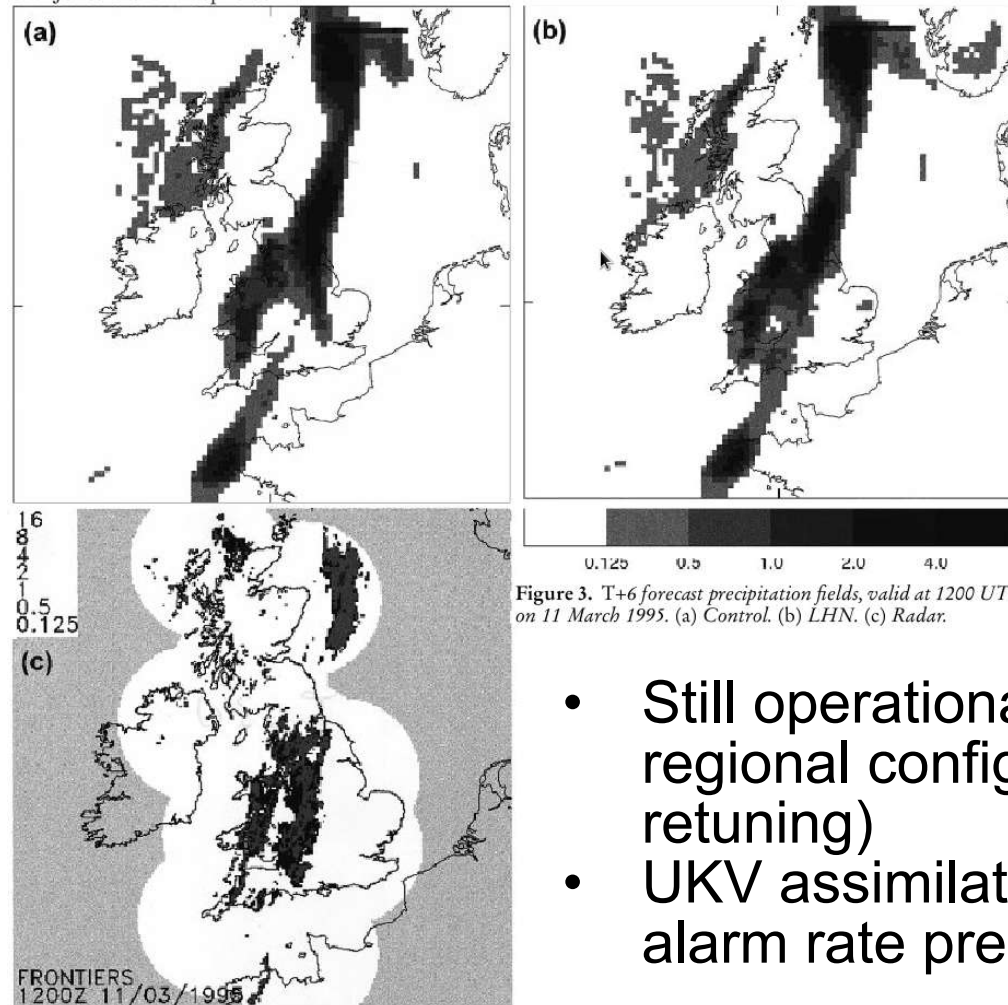 (a)
(b)
0.125 0.5 1.0 2.0 4.0
Figure 3. T+6 forecast precipitation fields, valid at 1200 UT
on 11 March 1995. (a) Control. (b) LHN. (c) Radar.
16
8
4
2
1
0.5
0.125
(c)
FRONTIERS
1200Z 11/03/1995
• Still operationa
regional config
retuning)
• UKV assimilat
alarm rate pre